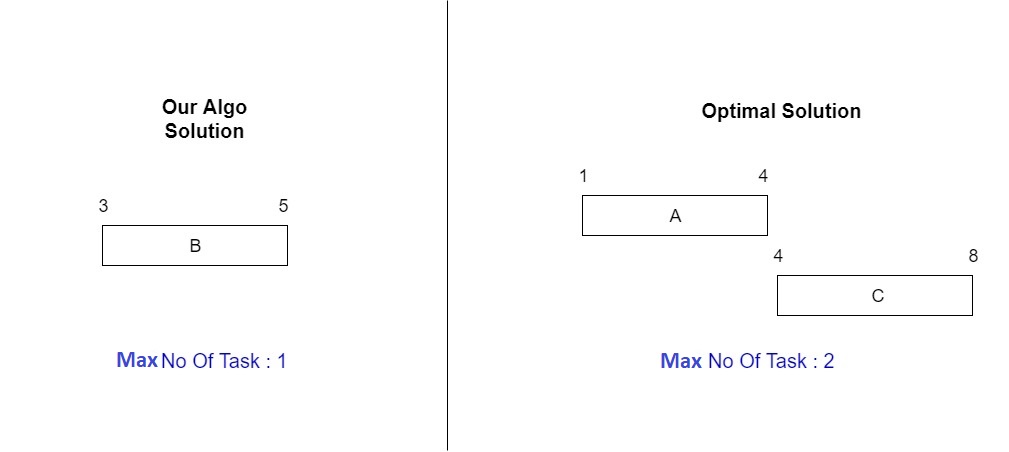 Our Algo
Solution
3 5
B
Max No Of Task : 1
Optimal Solution
1 4
A
4 8
C
Max No Of Task : 2